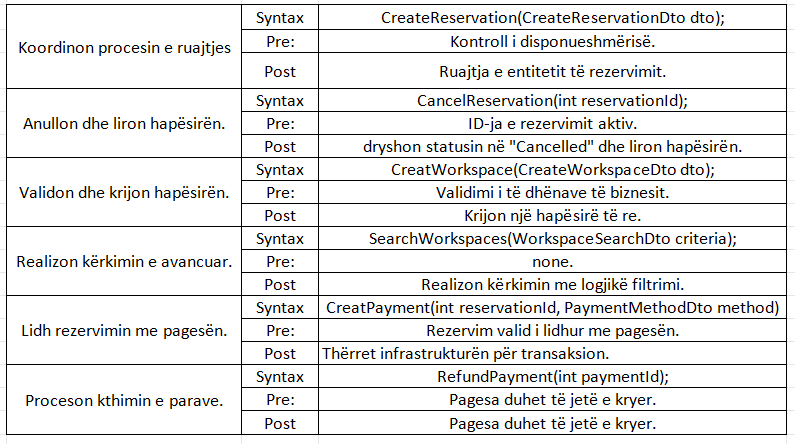 Koordinon procesin e ruajtjes
Syntax CreateReservation(CreateReservationDto dto);
Pre: Kontroll i disponueshmërisë.
Post Ruajtja e entitetit të rezervimit.
Anullon dhe liron hapësirën.
Syntax CancelReservation(int reservationId);
Pre: ID-ja e rezervimit aktiv.
Post dryshon statusin në "Cancelled" dhe liron hapësirën.
Validon dhe krijon hapësirën.
Syntax CreatWorkspace(CreateWorkspaceDto dto);
Pre: Validimi i të dhënave të biznesit.
Post Krijon një hapësirë të re.
Realizon kërkimin e avancuar.
Syntax SearchWorkspaces(WorkspaceSearchDto criteria);
Pre: none.
Post Realizon kërkimin me logjikë filtrimi.
Lidh rezervimin me pagesën.
Syntax CreatPayment(int reservationId, PaymentMethodDto method)
Pre: Rezervim valid i lidhur me pagesën.
Post Thërret infrastrukturën për transaksion.
Proceson kthimin e parave.
Syntax RefundPayment(int paymentId);
Pre: Pagesa duhet të jetë e kryer.
Post Pagesa duhet të jetë e kryer.